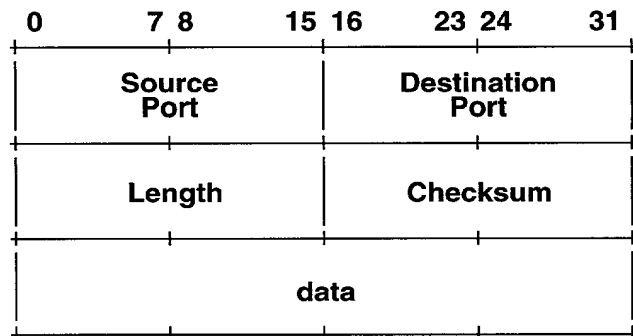 0 7 8 15 16 23 24 31
Source Destination
Port Port
Length Checksum
data